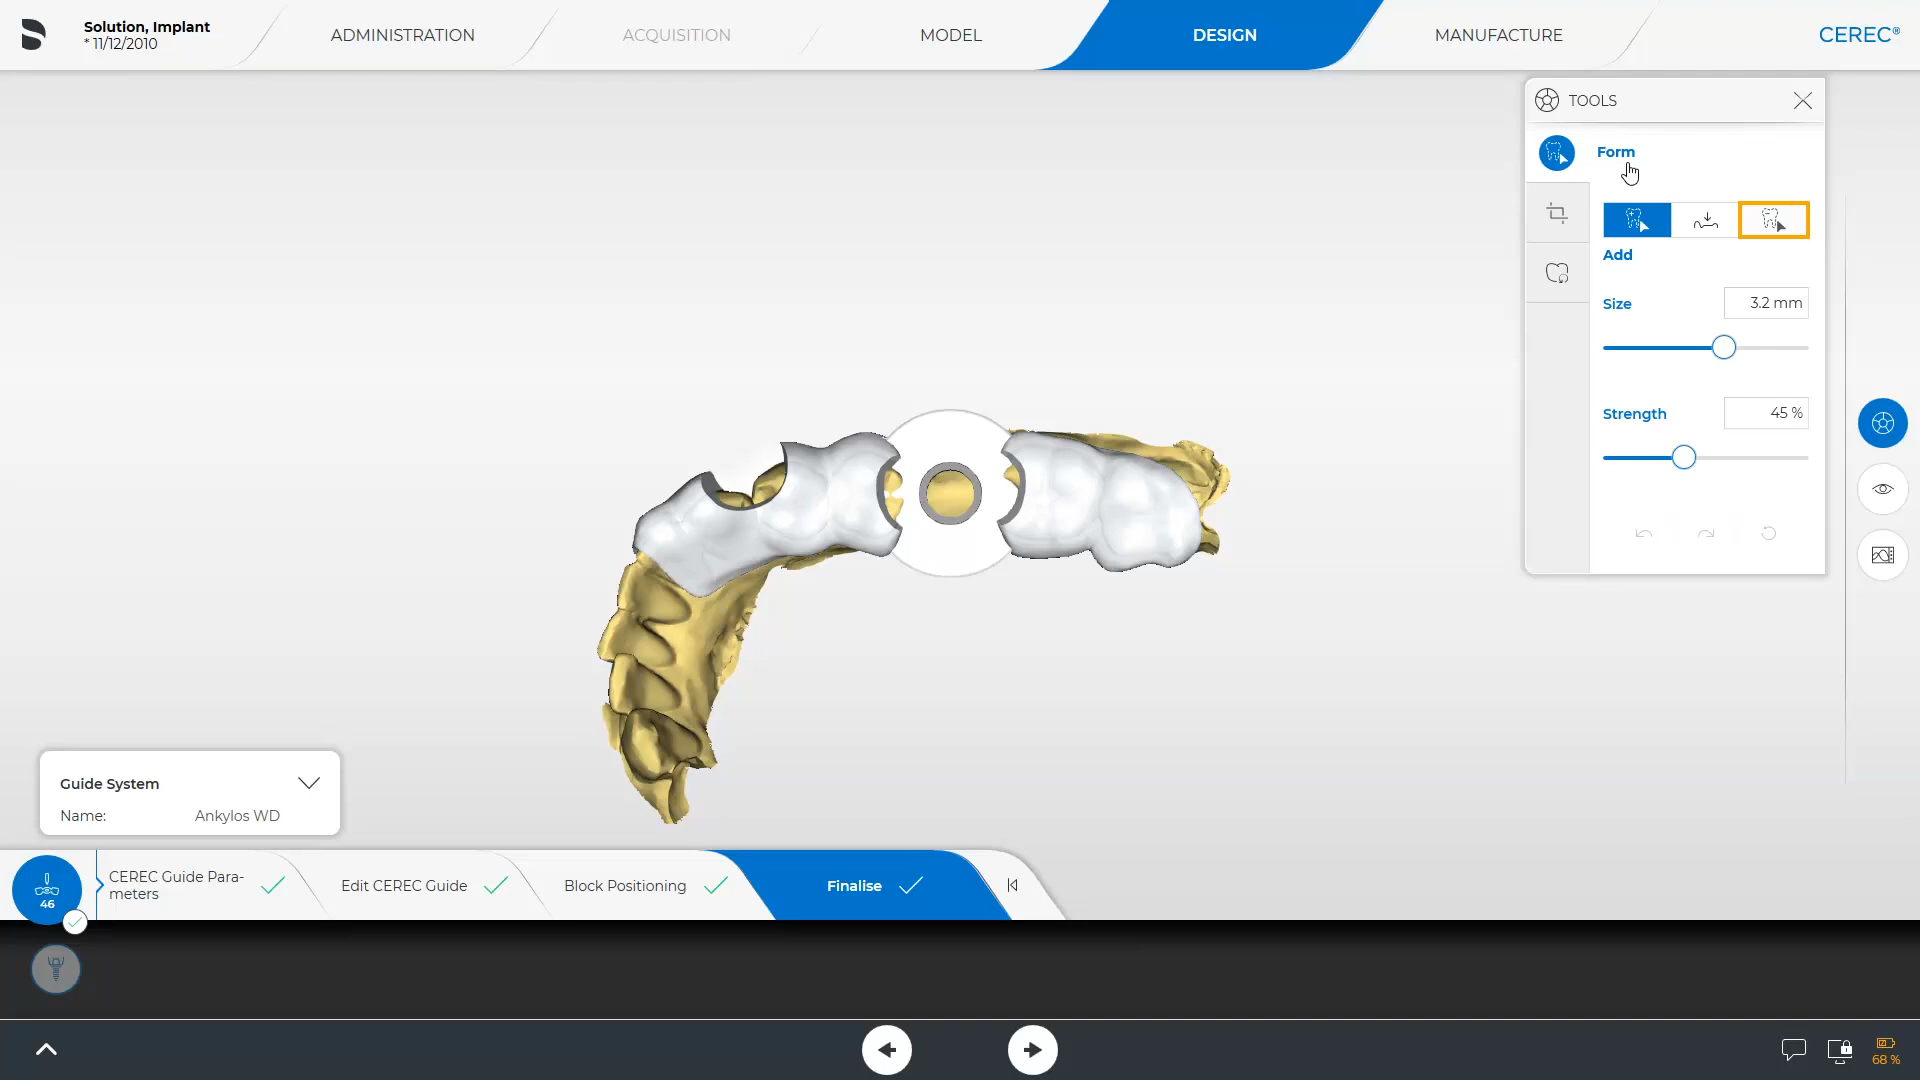 Solution, Implant
* 11/12/2010
ADMINISTRATION
ACQUISITION
MODEL
DESIGN
MANUFACTURE
CEREC®
TOOLS
Form
Add
Size
3.2 mm
Strength
45 %
Guide System
Name:
Ankylos WD
46
CEREC Guide Para-
meters
Edit CEREC Guide
Block Positioning
Finalise
68 %